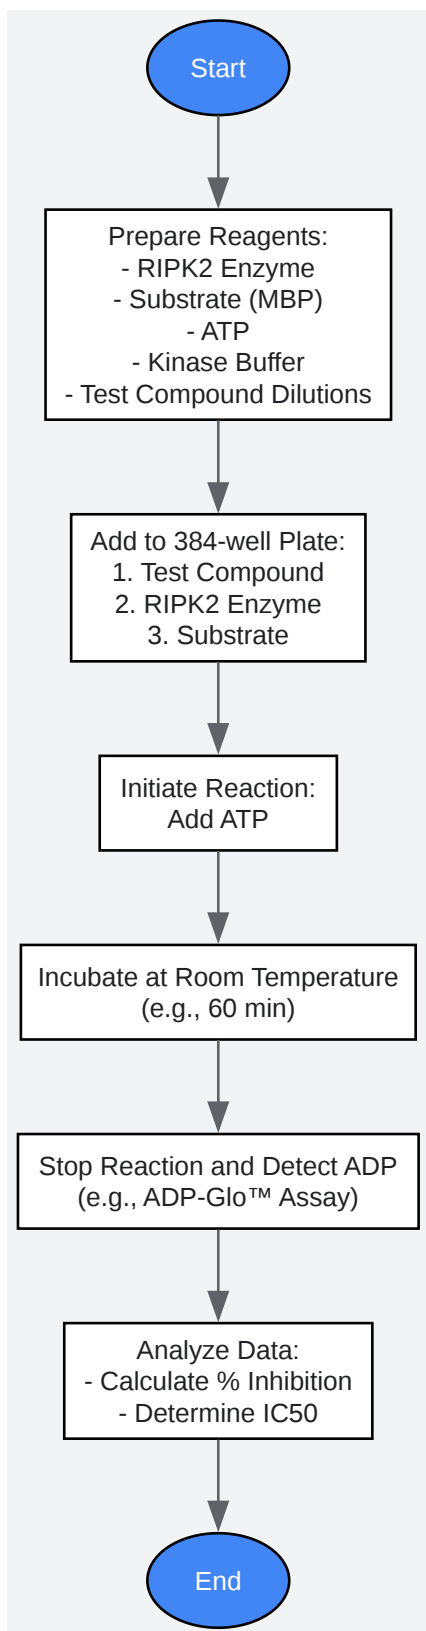 Start
Prepare Reagents:
- RIPK2 Enzyme
- Substrate (MBP)
- ATP
- Kinase Buffer
- Test Compound Dilutions
Add to 384-well Plate:
1. Test Compound
2. RIPK2 Enzyme
3. Substrate
Initiate Reaction:
Add ATP
Incubate at Room Temperature
(e.g., 60 min)
Stop Reaction and Detect ADP
(e.g., ADP-Glo™ Assay)
Analyze Data:
- Calculate % Inhibition
- Determine IC50
End